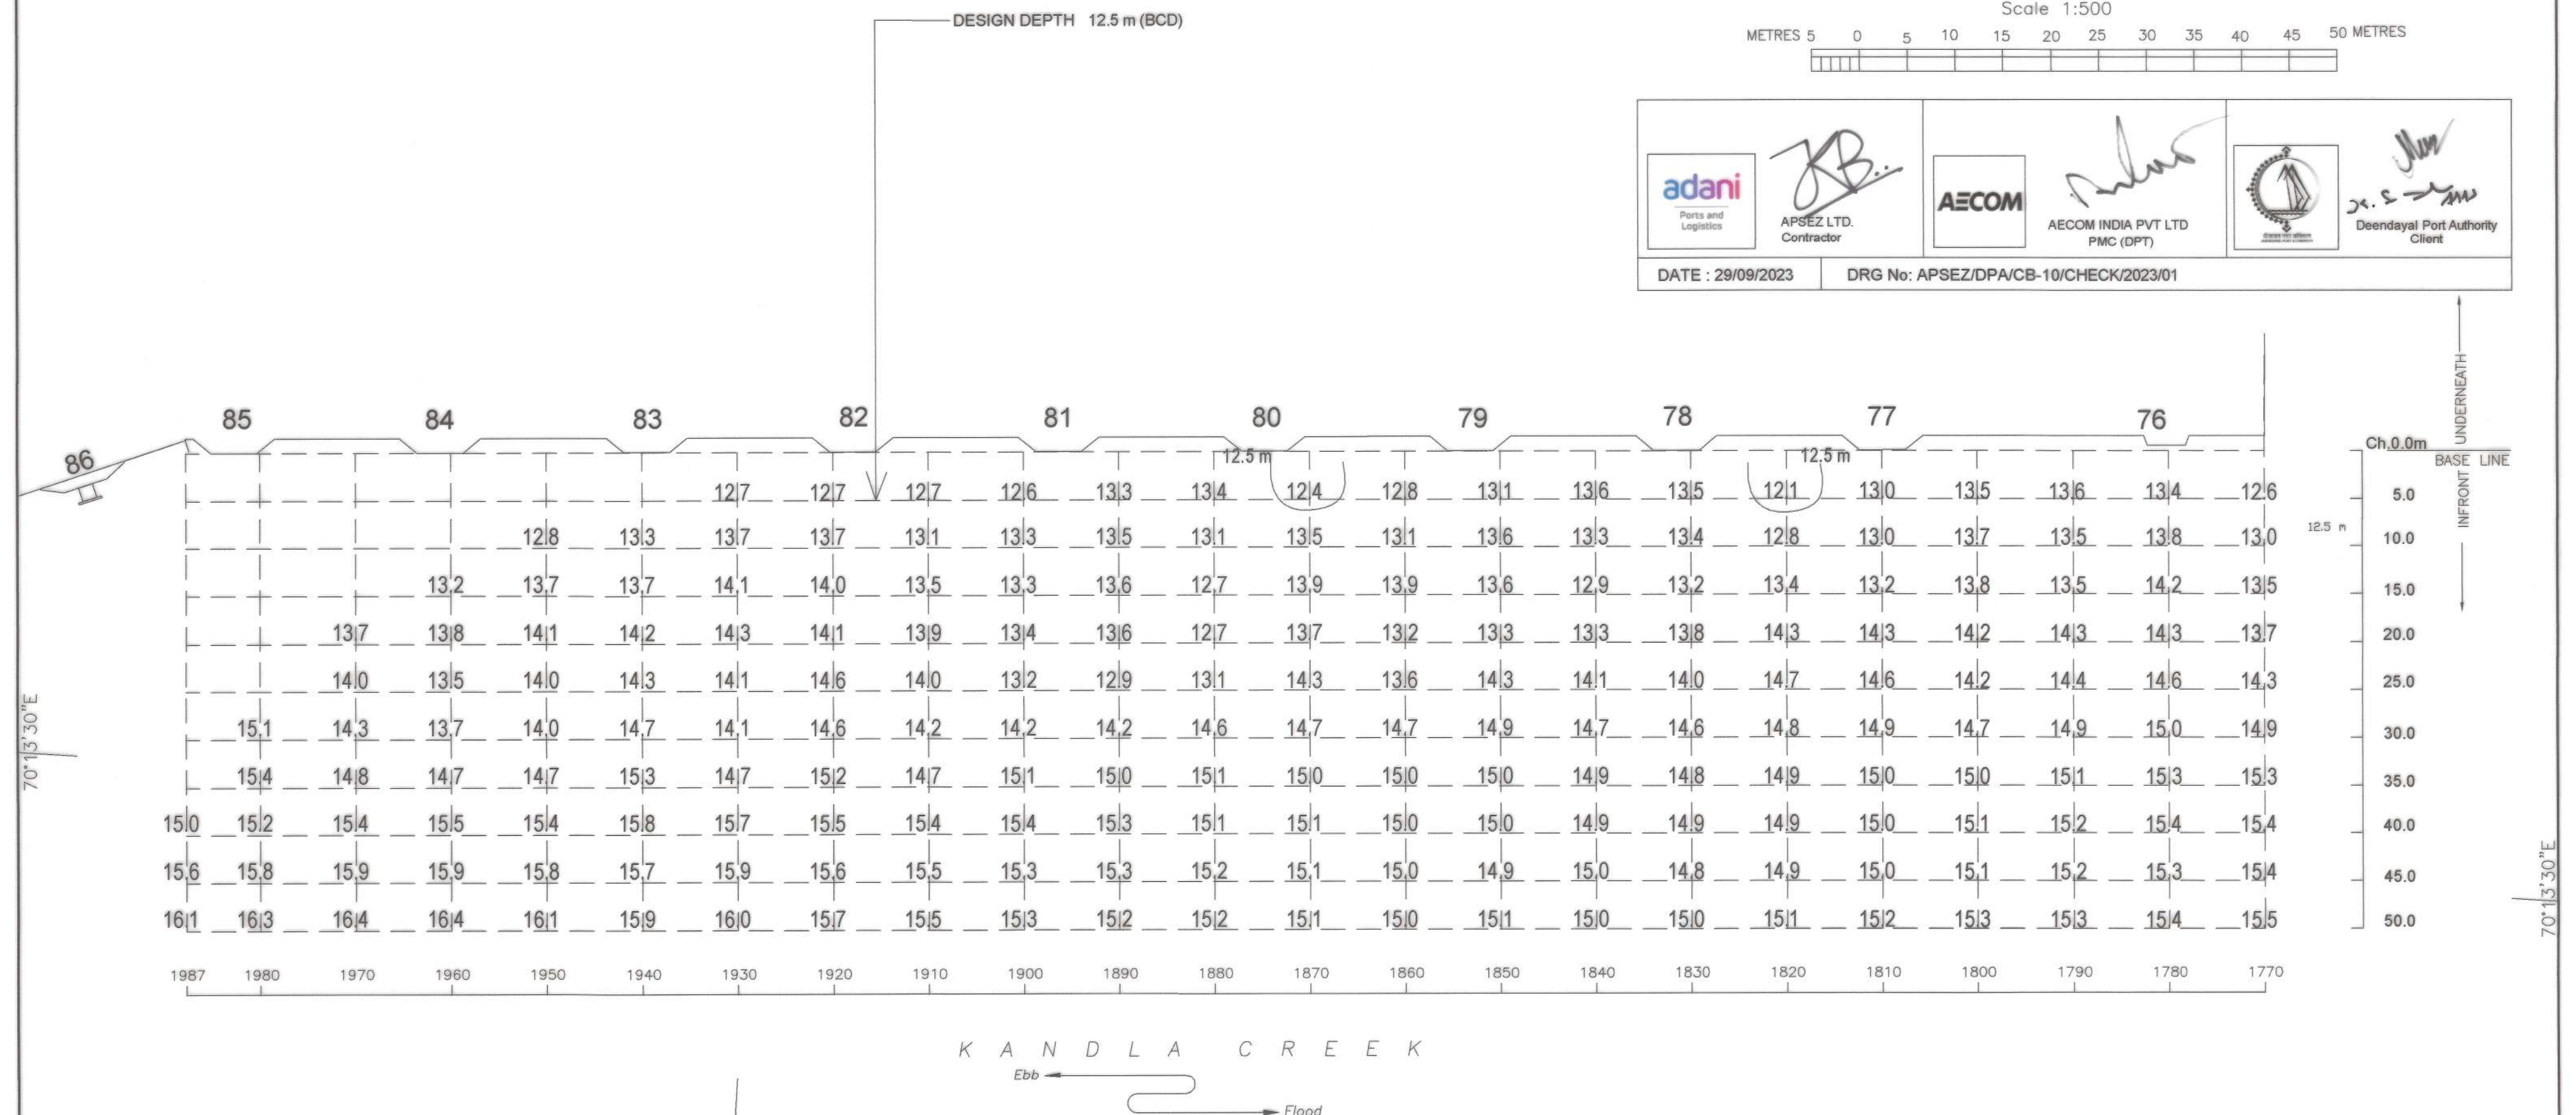 DESIGN DEPTH 12.5 m (BCD)
Scale 1:500
METRES 5 0 5 10 15 20 25 30 35 40 45 50 METRES
adani
Ports and
Logistics
APSEZ LTD.
Contractor
AECOM
AECOM INDIA PVT LTD
PMC (DPT)
Deendayal Port Authority
Client
DATE : 29/09/2023 DRG No: APSEZ/DPA/CB-10/CHECK/2023/01
UNDERNEATH
INFRONT
BASE LINE
86 85 84 83 82 81 80 79 78 77 76
Ch.0.0m
12.5 m 12.5 m
12.7 12.7 12.7 12.6 13.3 13.4 12.4 12.8 13.1 13.6 13.5 12.1 13.0 13.5 13.6 13.4 12.6 5.0
12.5 m
12.8 13.3 13.7 13.7 13.1 13.3 13.5 13.1 13.5 13.1 13.6 13.3 13.4 12.8 13.0 13.7 13.5 13.8 13.0 10.0
13.2 13.7 13.7 14.1 14.0 13.5 13.3 13.6 12.7 13.9 13.9 13.6 12.9 13.2 13.4 13.2 13.8 13.5 14.2 13.5 15.0
13.7 13.8 14.1 14.2 14.3 14.1 13.9 13.4 13.6 12.7 13.7 13.2 13.3 13.3 13.8 14.3 14.3 14.2 14.3 14.3 13.7 20.0
14.0 13.5 14.0 14.3 14.1 14.6 14.0 13.2 12.9 13.1 14.3 13.6 14.3 14.1 14.0 14.7 14.6 14.2 14.4 14.6 14.3 25.0
15.1 14.3 13.7 14.0 14.7 14.1 14.6 14.2 14.2 14.2 14.6 14.7 14.7 14.9 14.7 14.6 14.8 14.9 14.7 14.9 15.0 14.9 30.0
15.4 14.8 14.7 14.7 15.3 14.7 15.2 14.7 15.1 15.0 15.1 15.0 15.0 15.0 14.9 14.8 14.9 15.0 15.0 15.1 15.3 15.3 35.0
15.0 15.2 15.4 15.5 15.4 15.8 15.7 15.5 15.4 15.4 15.3 15.1 15.1 15.0 15.0 14.9 14.9 14.9 15.0 15.1 15.2 15.4 15.4 40.0
15.6 15.8 15.9 15.9 15.8 15.7 15.9 15.6 15.5 15.3 15.3 15.2 15.1 15.0 14.9 15.0 14.8 14.9 15.0 15.1 15.2 15.3 15.4 45.0
16.1 16.3 16.4 16.4 16.1 15.9 16.0 15.7 15.5 15.3 15.2 15.2 15.1 15.0 15.1 15.0 15.0 15.1 15.2 15.3 15.3 15.4 15.5 50.0
1987 1980 1970 1960 1950 1940 1930 1920 1910 1900 1890 1880 1870 1860 1850 1840 1830 1820 1810 1800 1790 1780 1770
70°13'30"E
70°13'30"E
KANDLA CREEK
Ebb
Flood